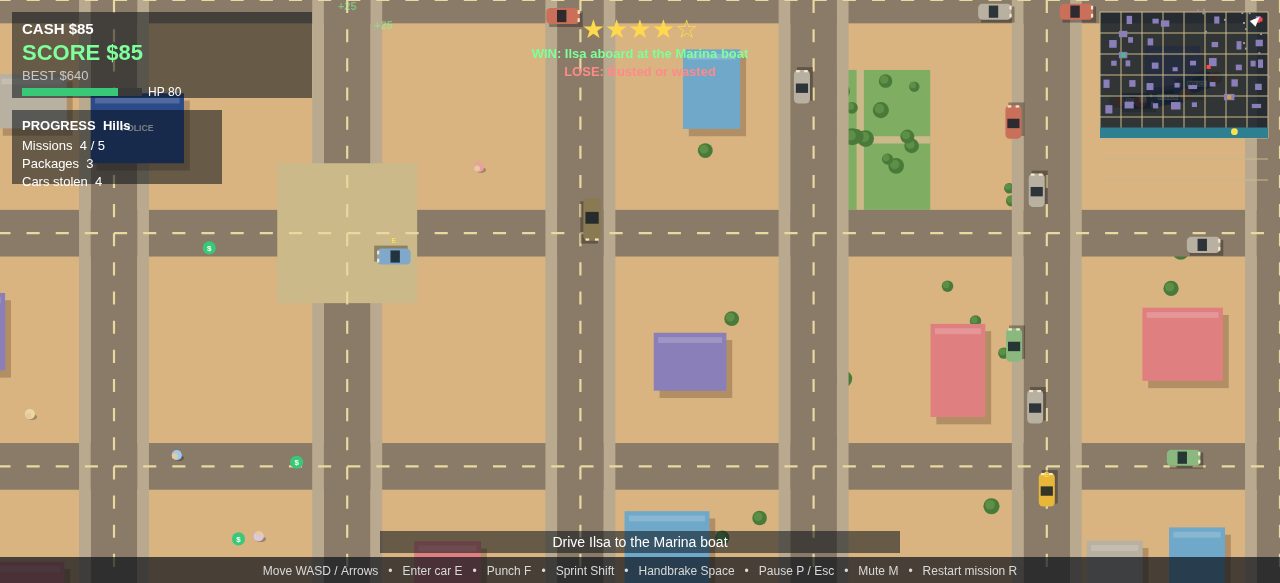 CASH $85
SCORE $85
BEST $640
HP 80
PROGRESS Hills
POLICE
Missions 4 / 5
Packages 3
Cars stolen 4
+25
+25
★★★★☆
WIN: Ilsa aboard at the Marina boat
LOSE: busted or wasted
E
$
$
$
Drive Ilsa to the Marina boat
Move WASD / Arrows • Enter car E • Punch F • Sprint Shift • Handbrake Space • Pause P / Esc • Mute M • Restart mission R